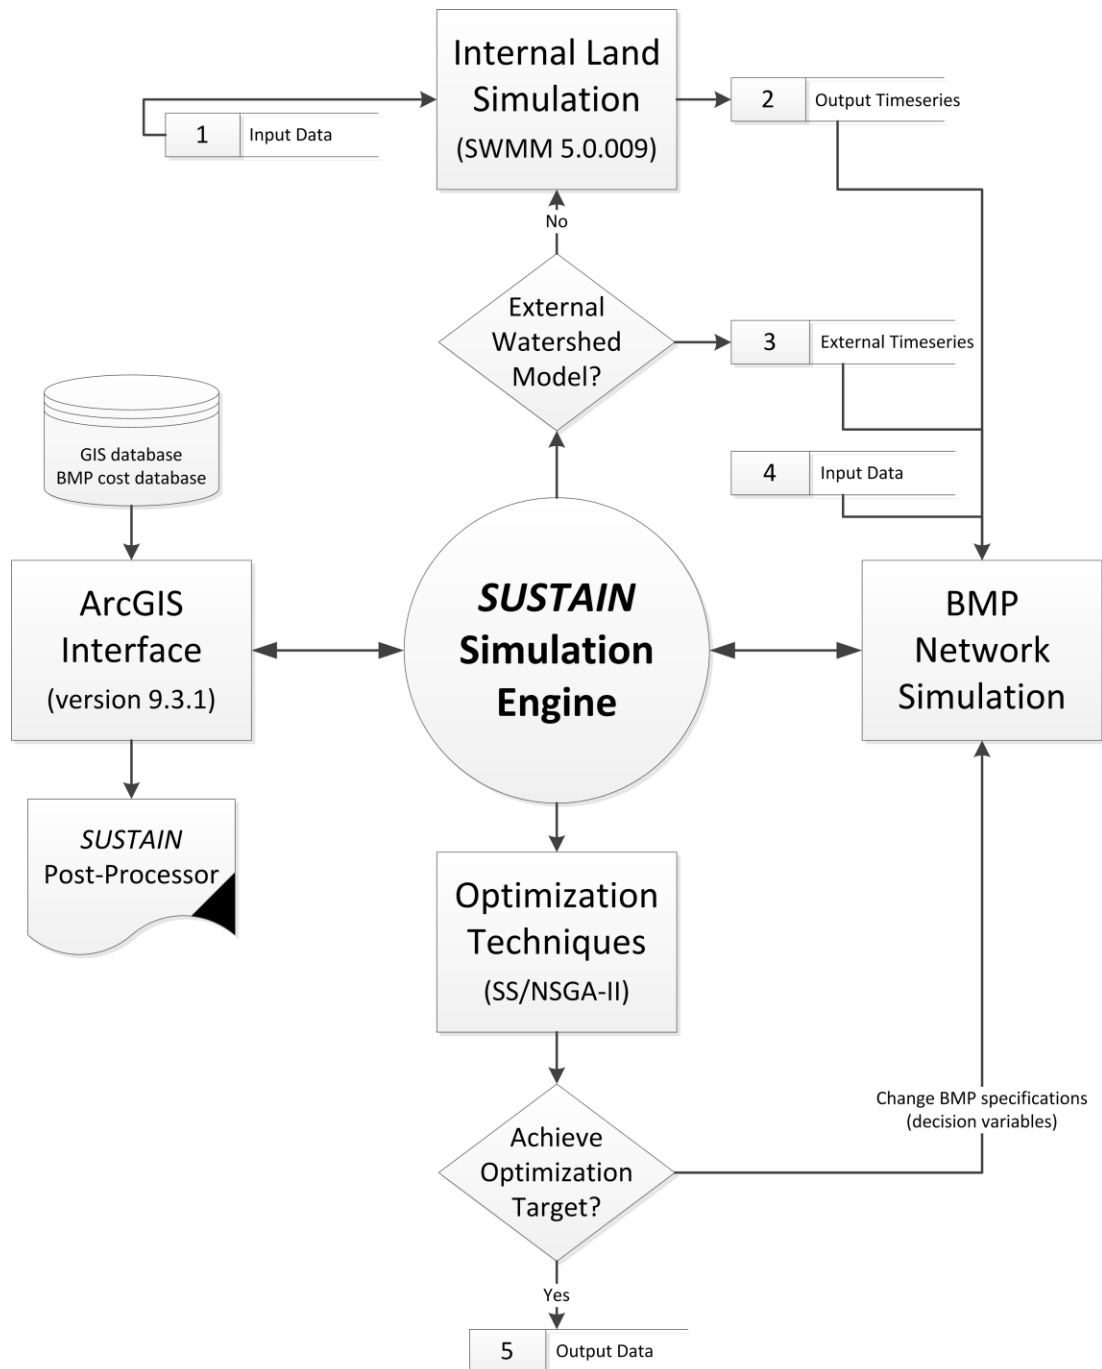 Internal Land
Simulation
(SWMM 5.0.009)
1 Input Data
2 Output Timeseries
No
External
Watershed
Model?
3 External Timeseries
4 Input Data
GIS database
BMP cost database
ArcGIS
Interface
(version 9.3.1)
SUSTAIN
Simulation
Engine
BMP
Network
Simulation
SUSTAIN
Post-Processor
Optimization
Techniques
(SS/NSGA-II)
Change BMP specifications
(decision variables)
Achieve
Optimization
Target?
Yes
5 Output Data